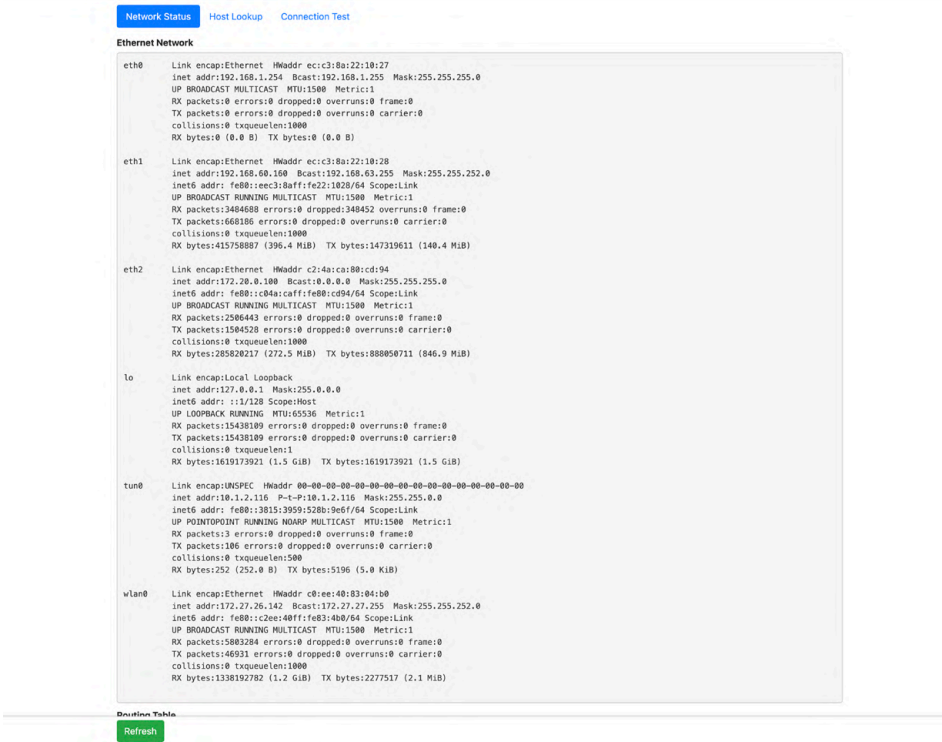 Network Status Host Lookup Connection Test
Ethernet Network
eth0 Link encap:Ethernet HWaddr ec:c3:8a:22:10:27
inet addr:192.168.1.254 Bcast:192.168.1.255 Mask:255.255.255.0
UP BROADCAST MULTICAST MTU:1500 Metric:1
RX packets:0 errors:0 dropped:0 overruns:0 frame:0
TX packets:0 errors:0 dropped:0 overruns:0 carrier:0
collisions:0 txqueuelen:1000
RX bytes:0 (0.0 B) TX bytes:0 (0.0 B)
eth1 Link encap:Ethernet HWaddr ec:c3:8a:22:10:28
inet addr:192.168.60.160 Bcast:192.168.63.255 Mask:255.255.252.0
inet6 addr: fe80::eec3:8aff:fe22:1028/64 Scope:Link
UP BROADCAST RUNNING MULTICAST MTU:1500 Metric:1
RX packets:3484688 errors:0 dropped:348452 overruns:0 frame:0
TX packets:668186 errors:0 dropped:0 overruns:0 carrier:0
collisions:0 txqueuelen:1000
RX bytes:415758887 (396.4 MiB) TX bytes:147319611 (140.4 MiB)
eth2 Link encap:Ethernet HWaddr c2:4a:ca:80:cd:94
inet addr:172.20.0.100 Bcast:0.0.0.0 Mask:255.255.255.0
inet6 addr: fe80::c04a:caff:fe80:cd94/64 Scope:Link
UP BROADCAST RUNNING MULTICAST MTU:1500 Metric:1
RX packets:2506443 errors:0 dropped:0 overruns:0 frame:0
TX packets:1504528 errors:0 dropped:0 overruns:0 carrier:0
collisions:0 txqueuelen:1000
RX bytes:285820217 (272.5 MiB) TX bytes:888050711 (846.9 MiB)
lo Link encap:Local Loopback
inet addr:127.0.0.1 Mask:255.0.0.0
inet6 addr: ::1/128 Scope:Host
UP LOOPBACK RUNNING MTU:65536 Metric:1
RX packets:15438109 errors:0 dropped:0 overruns:0 frame:0
TX packets:15438109 errors:0 dropped:0 overruns:0 carrier:0
collisions:0 txqueuelen:1
RX bytes:1619173921 (1.5 GiB) TX bytes:1619173921 (1.5 GiB)
tun0 Link encap:UNSPEC HWaddr 00-00-00-00-00-00-00-00-00-00-00-00-00-00-00-00
inet addr:10.1.2.116 P-t-P:10.1.2.116 Mask:255.255.0.0
inet6 addr: fe80::3815:3959:528b:9e6f/64 Scope:Link
UP POINTOPOINT RUNNING NOARP MULTICAST MTU:1500 Metric:1
RX packets:3 errors:0 dropped:0 overruns:0 frame:0
TX packets:106 errors:0 dropped:0 overruns:0 carrier:0
collisions:0 txqueuelen:500
RX bytes:252 (252.0 B) TX bytes:5196 (5.0 KiB)
wlan0 Link encap:Ethernet HWaddr c0:ee:40:83:04:b0
inet addr:172.27.26.142 Bcast:172.27.27.255 Mask:255.255.252.0
inet6 addr: fe80::c2ee:40ff:fe83:4b0/64 Scope:Link
UP BROADCAST RUNNING MULTICAST MTU:1500 Metric:1
RX packets:5803284 errors:0 dropped:0 overruns:0 frame:0
TX packets:46931 errors:0 dropped:0 overruns:0 carrier:0
collisions:0 txqueuelen:1000
RX bytes:1338192782 (1.2 GiB) TX bytes:2277517 (2.1 MiB)
Routing Table
Refresh